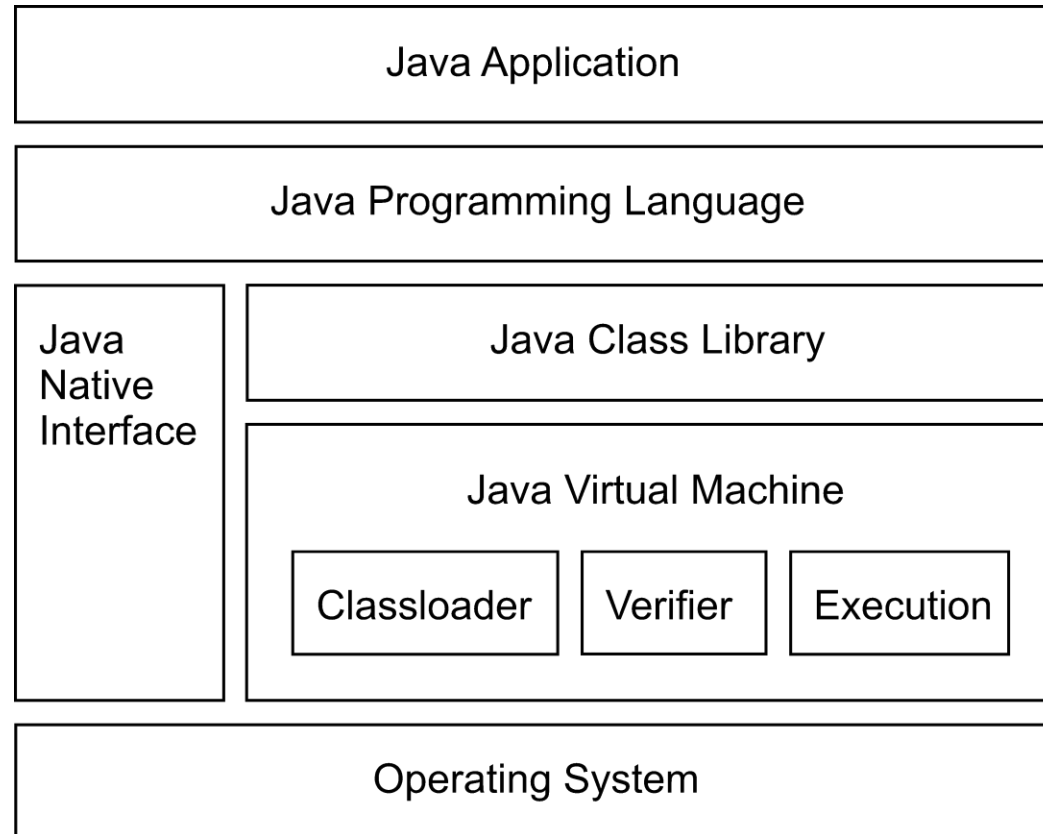 Java Application
Java Programming Language
Java
Native
Interface
Java Class Library
Java Virtual Machine
Classloader
Verifier
Execution
Operating System